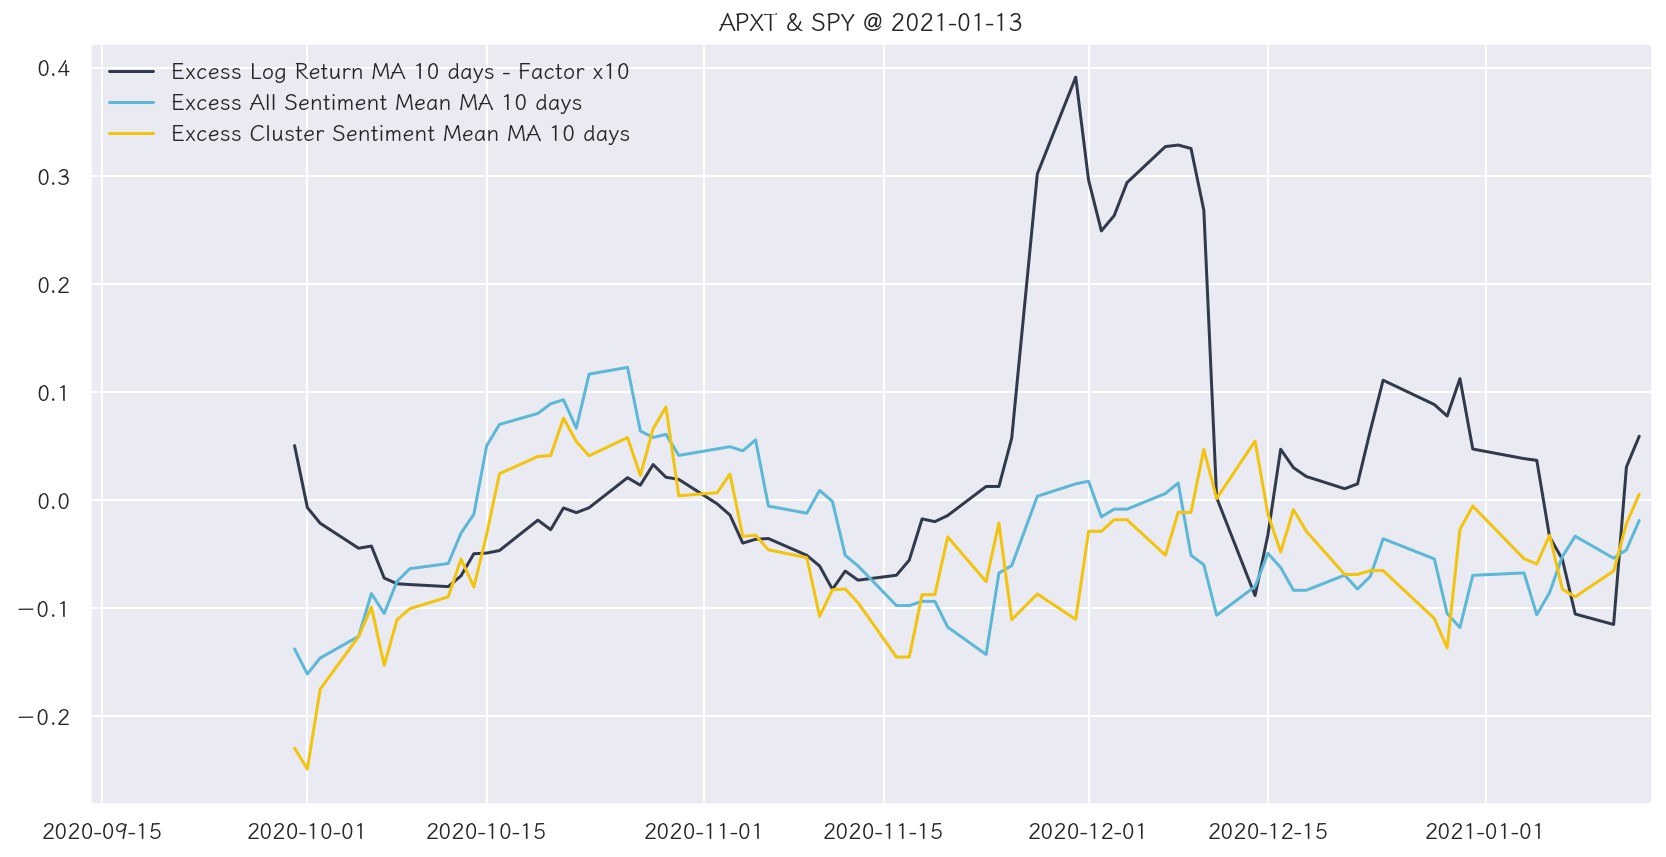 APXT & SPY @ 2021-01-13
Excess Log Return MA 10 days - Factor x10
Excess All Sentiment Mean MA 10 days
Excess Cluster Sentiment Mean MA 10 days
0.4
0.3
0.2
0.1
0.0
−0.1
−0.2
2020-09-15 2020-10-01 2020-10-15 2020-11-01 2020-11-15 2020-12-01 2020-12-15 2021-01-01